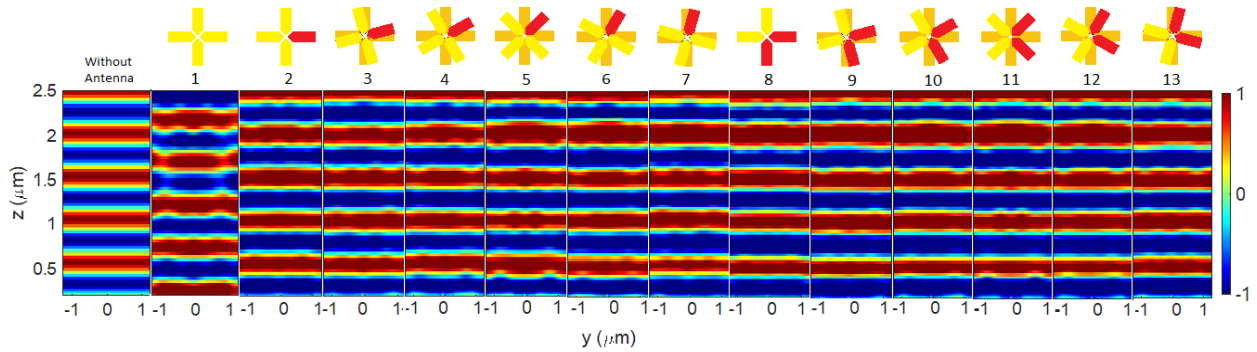 Without
Antenna
1 2 3 4 5 6 7 8 9 10 11 12 13
2.5
2
1.5
1
0.5
z (μm)
1
0
-1
-1 0 1 -1 0 1 -1 0 1 -1 0 1 -1 0 1 -1 0 1 -1 0 1 -1 0 1 -1 0 1 -1 0 1 -1 0 1 -1 0 1 -1 0 1 -1 0 1
y (μm)